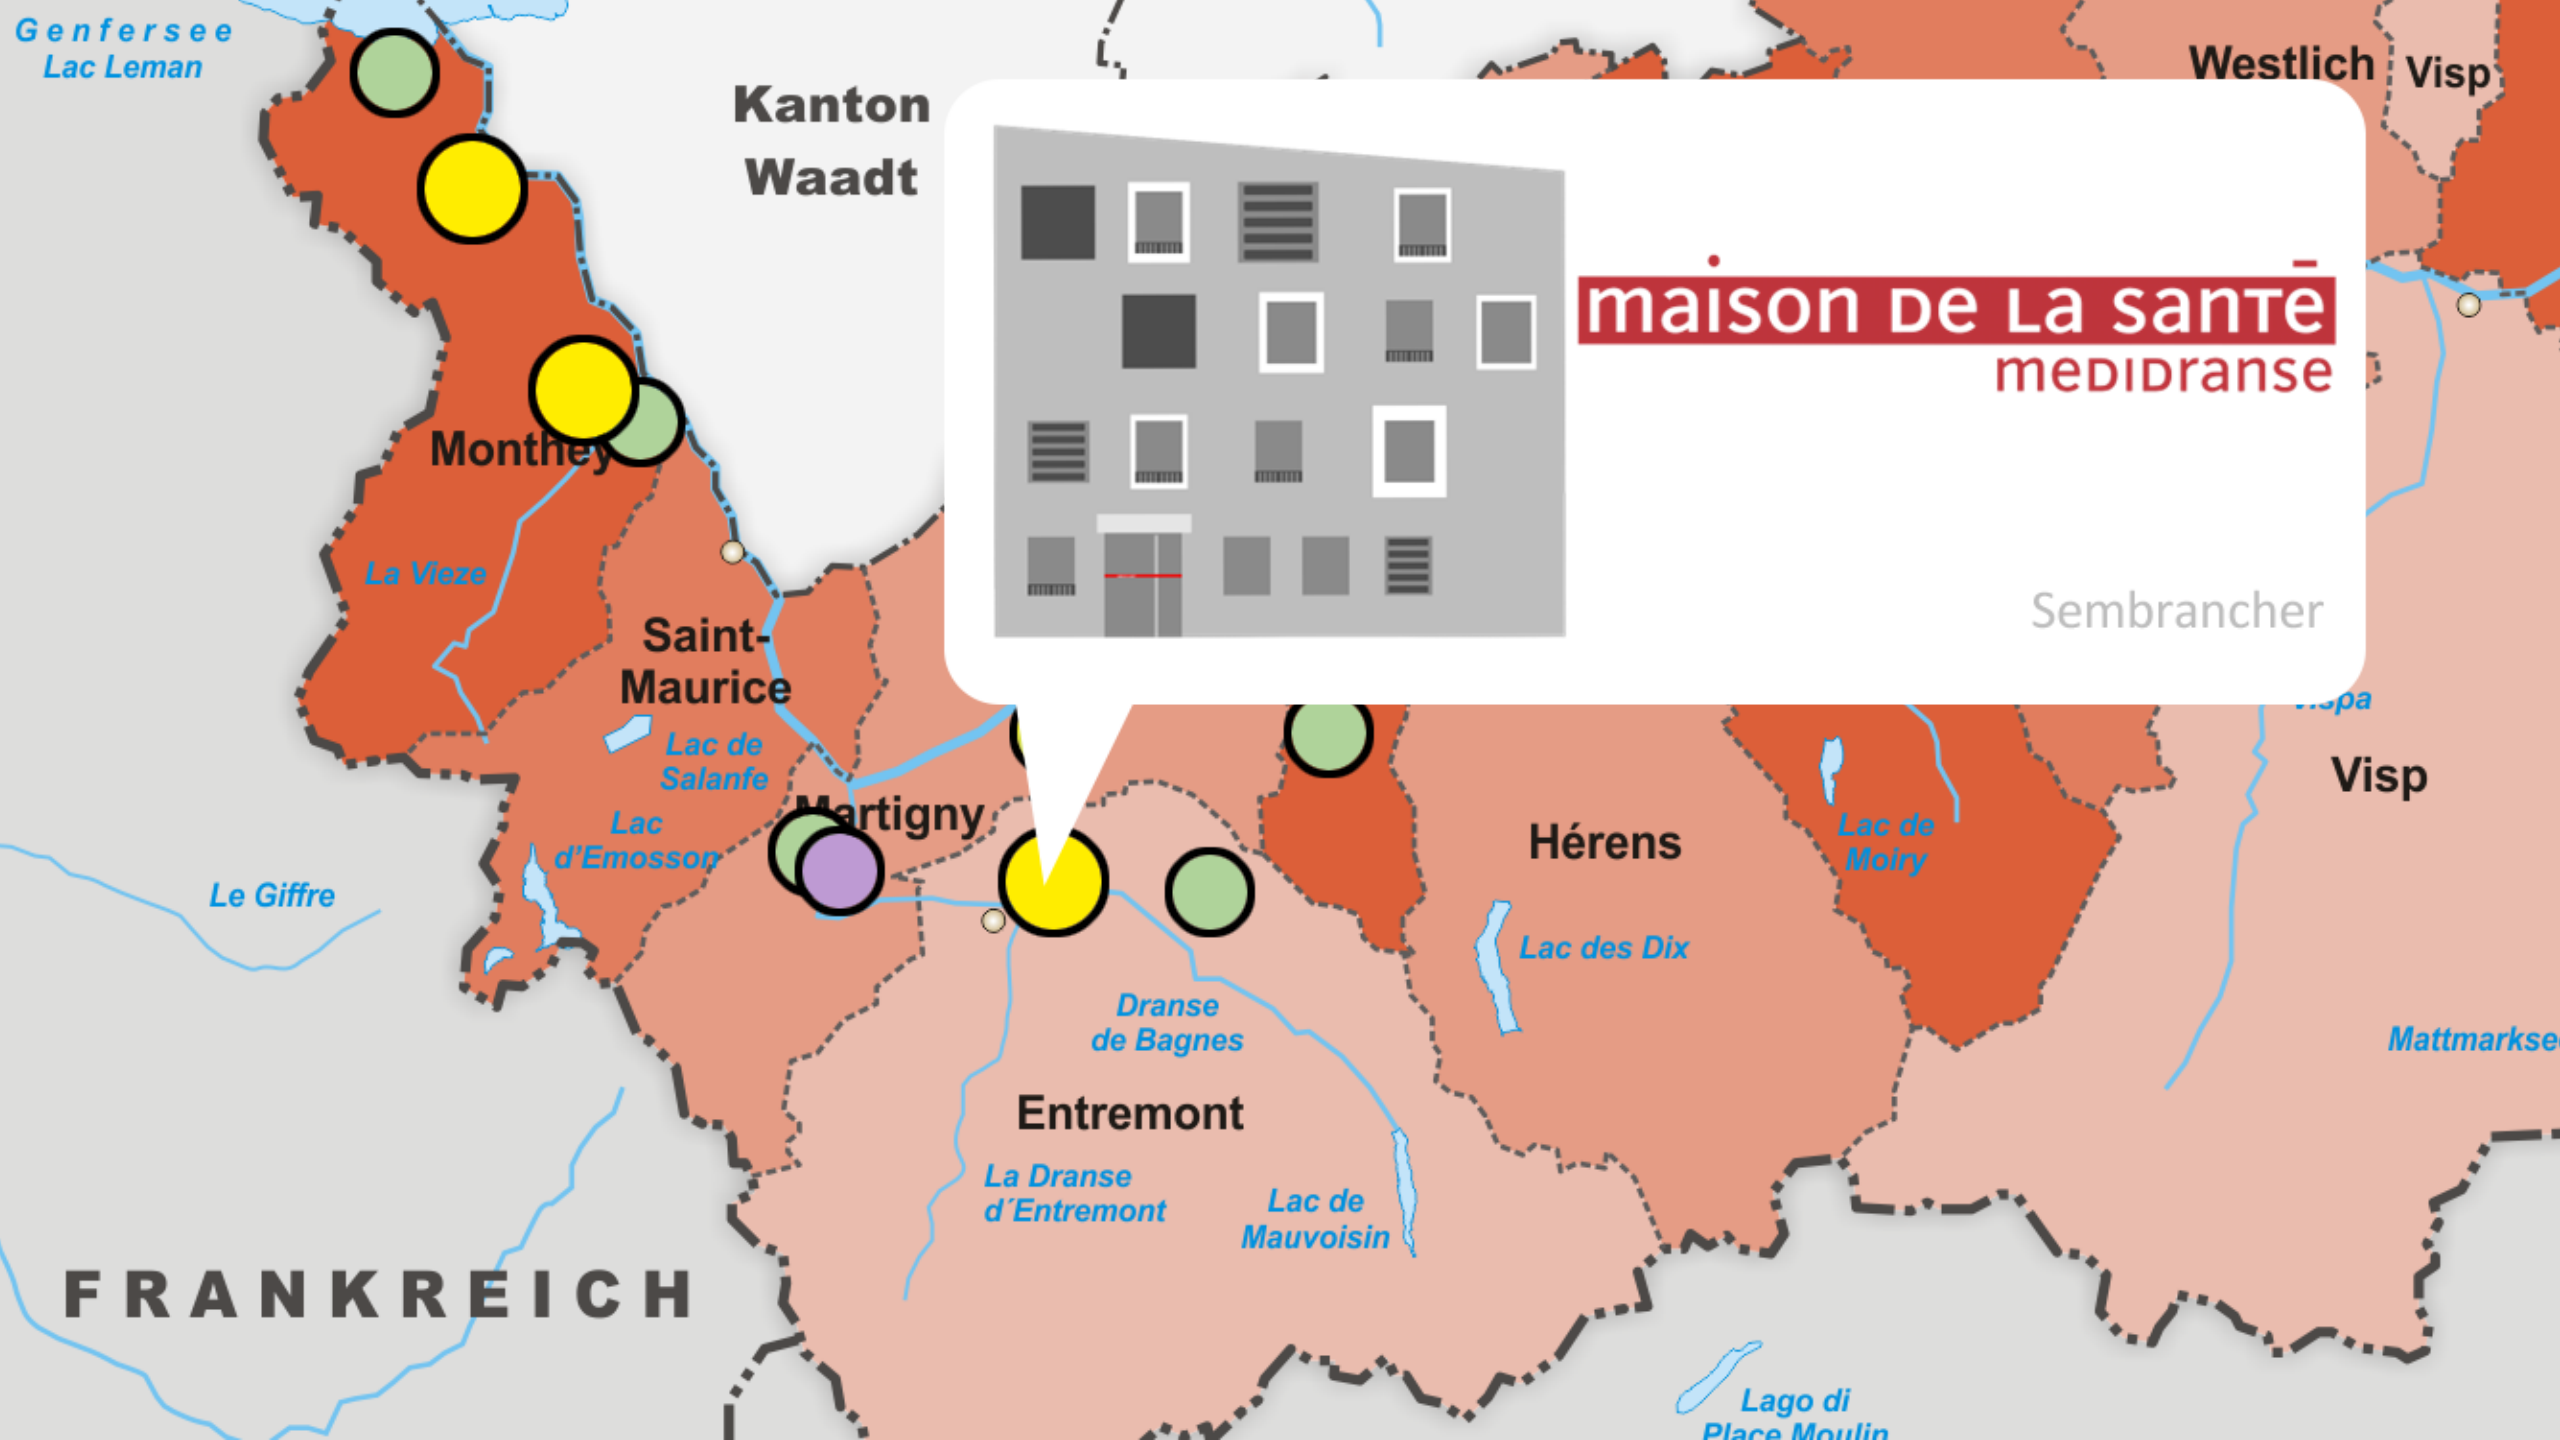 Genfersee
Lac Leman
Kanton
Waadt
Westlich
Visp
maison de la santé
medidranse
Sembrancher
Monthey
La Vieze
Saint-
Maurice
Lac de
Salanfe
Martigny
Lac
d'Emosson
Le Giffre
Vispa
Visp
Hérens
Lac de
Moiry
Lac des Dix
Dranse
de Bagnes
Mattmarkse
Entremont
La Dranse
d´Entremont
Lac de
Mauvoisin
FRANKREICH
Lago di
Place Moulin